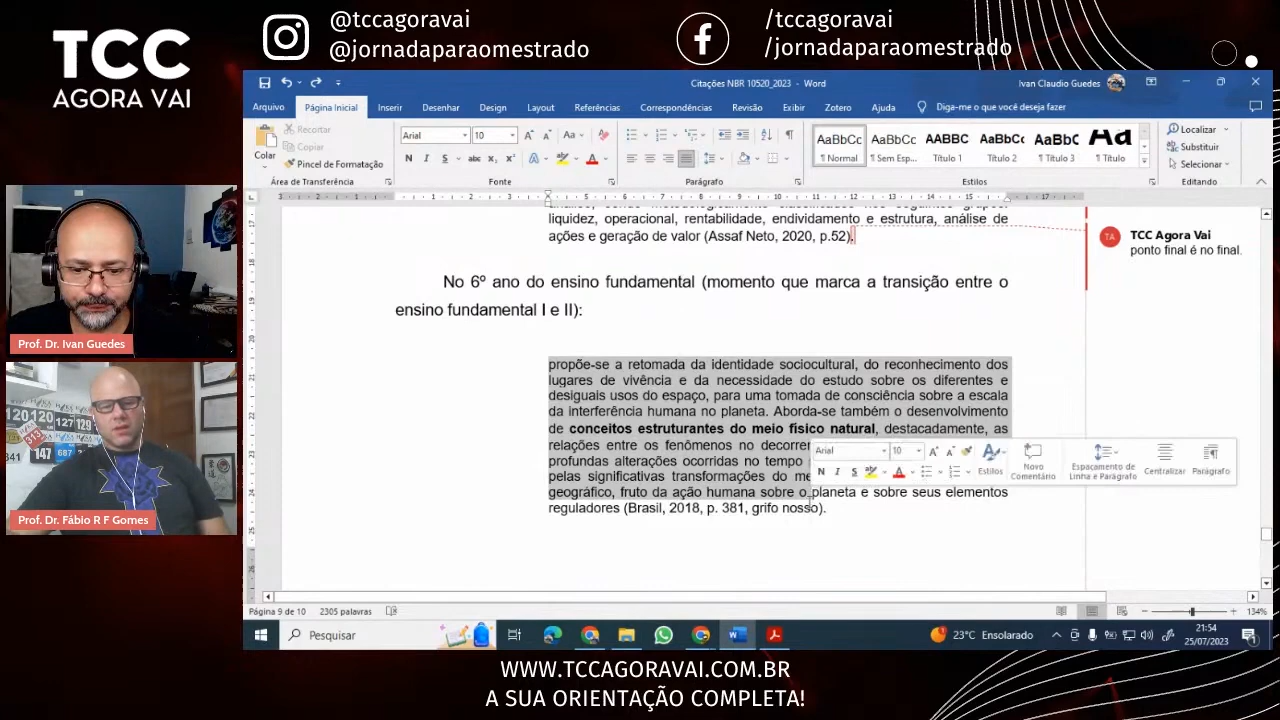 TCC
AGORA VAI
@tccagoravai
@jornadaparaomestrado
/tccagoravai
/jornadaparaomestrado
Citações NBR 10520_2023 - Word
Ivan Claudio Guedes
Arquivo Página Inicial Inserir Desenhar Design Layout Referências Correspondências Revisão Exibir Zotero Ajuda Diga-me o que você deseja fazer
Colar
Recortar
Copiar
Pincel de Formatação
Área de Transferência
Arial 10
Fonte
Parágrafo
AaBbCc AaBbCc AABBC AaBbCc AaBbC AaB
¶ Normal ¶ Sem Esp... Título 1 Título 2 ¶ Título 3 ¶ Título
Estilos
Localizar
Substituir
Selecionar
Editando
liquidez, operacional, rentabilidade, endividamento e estrutura, análise de
ações e geração de valor (Assaf Neto, 2020, p.52).
TA TCC Agora Vai
ponto final é no final.
No 6º ano do ensino fundamental (momento que marca a transição entre o
ensino fundamental I e II):
propõe-se a retomada da identidade sociocultural, do reconhecimento dos
lugares de vivência e da necessidade do estudo sobre os diferentes e
desiguais usos do espaço, para uma tomada de consciência sobre a escala
da interferência humana no planeta. Aborda-se também o desenvolvimento
de conceitos estruturantes do meio físico natural, destacadamente, as
relações entre os fenômenos no decorrer
profundas alterações ocorridas no tempo
pelas significativas transformações do me
geográfico, fruto da ação humana sobre o planeta e sobre seus elementos
reguladores (Brasil, 2018, p. 381, grifo nosso).
Arial 10
Estilos
Novo
Comentário
Espaçamento de
Linha e Parágrafo
Centralizar
Parágrafo
Prof. Dr. Ivan Guedes
Prof. Dr. Fábio R F Gomes
Página 9 de 10 2305 palavras
134%
Pesquisar
23°C Ensolarado
21:54
25/07/2023
WWW.TCCAGORAVAI.COM.BR
A SUA ORIENTAÇÃO COMPLETA!